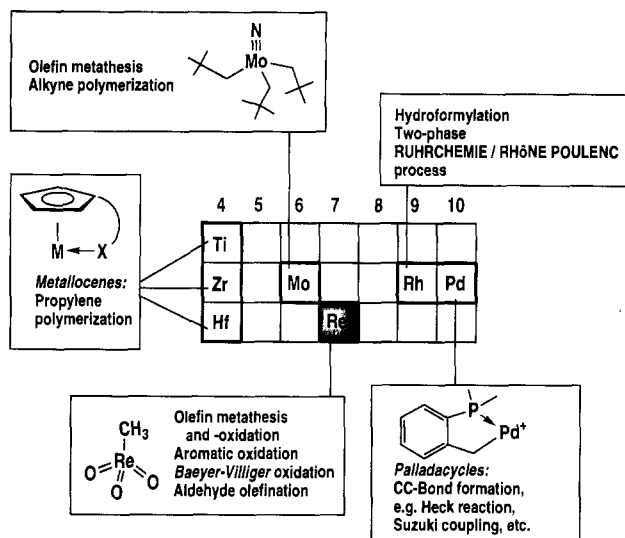 Olefin metathesis
Alkyne polymerization
N
Mo
Hydroformylation
Two-phase
RUHRCHEMIE / RHôNE POULENC
process
M
X
Metallocenes:
Propylene
polymerization
4 5 6 7 8 9 10
Ti
Zr Mo Rh Pd
Hf Re
CH3
Re
O O
O
Olefin metathesis
and -oxidation
Aromatic oxidation
Baeyer-Villiger oxidation
Aldehyde olefination
P
Pd+
Palladacycles:
CC-Bond formation,
e.g. Heck reaction,
Suzuki coupling, etc.